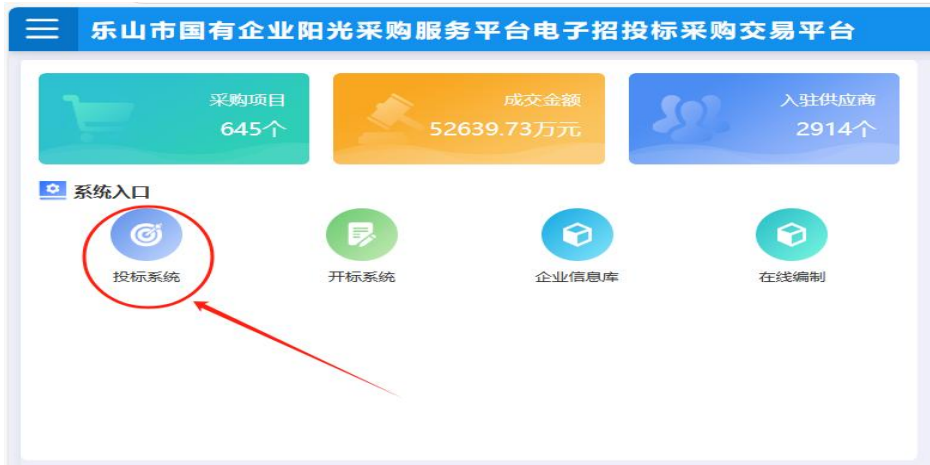 乐山市国有企业阳光采购服务平台电子招投标采购交易平台
采购项目
645个
成交金额
52639.73万元
入驻供应商
2914个
系统入口
投标系统
开标系统
企业信息库
在线编制